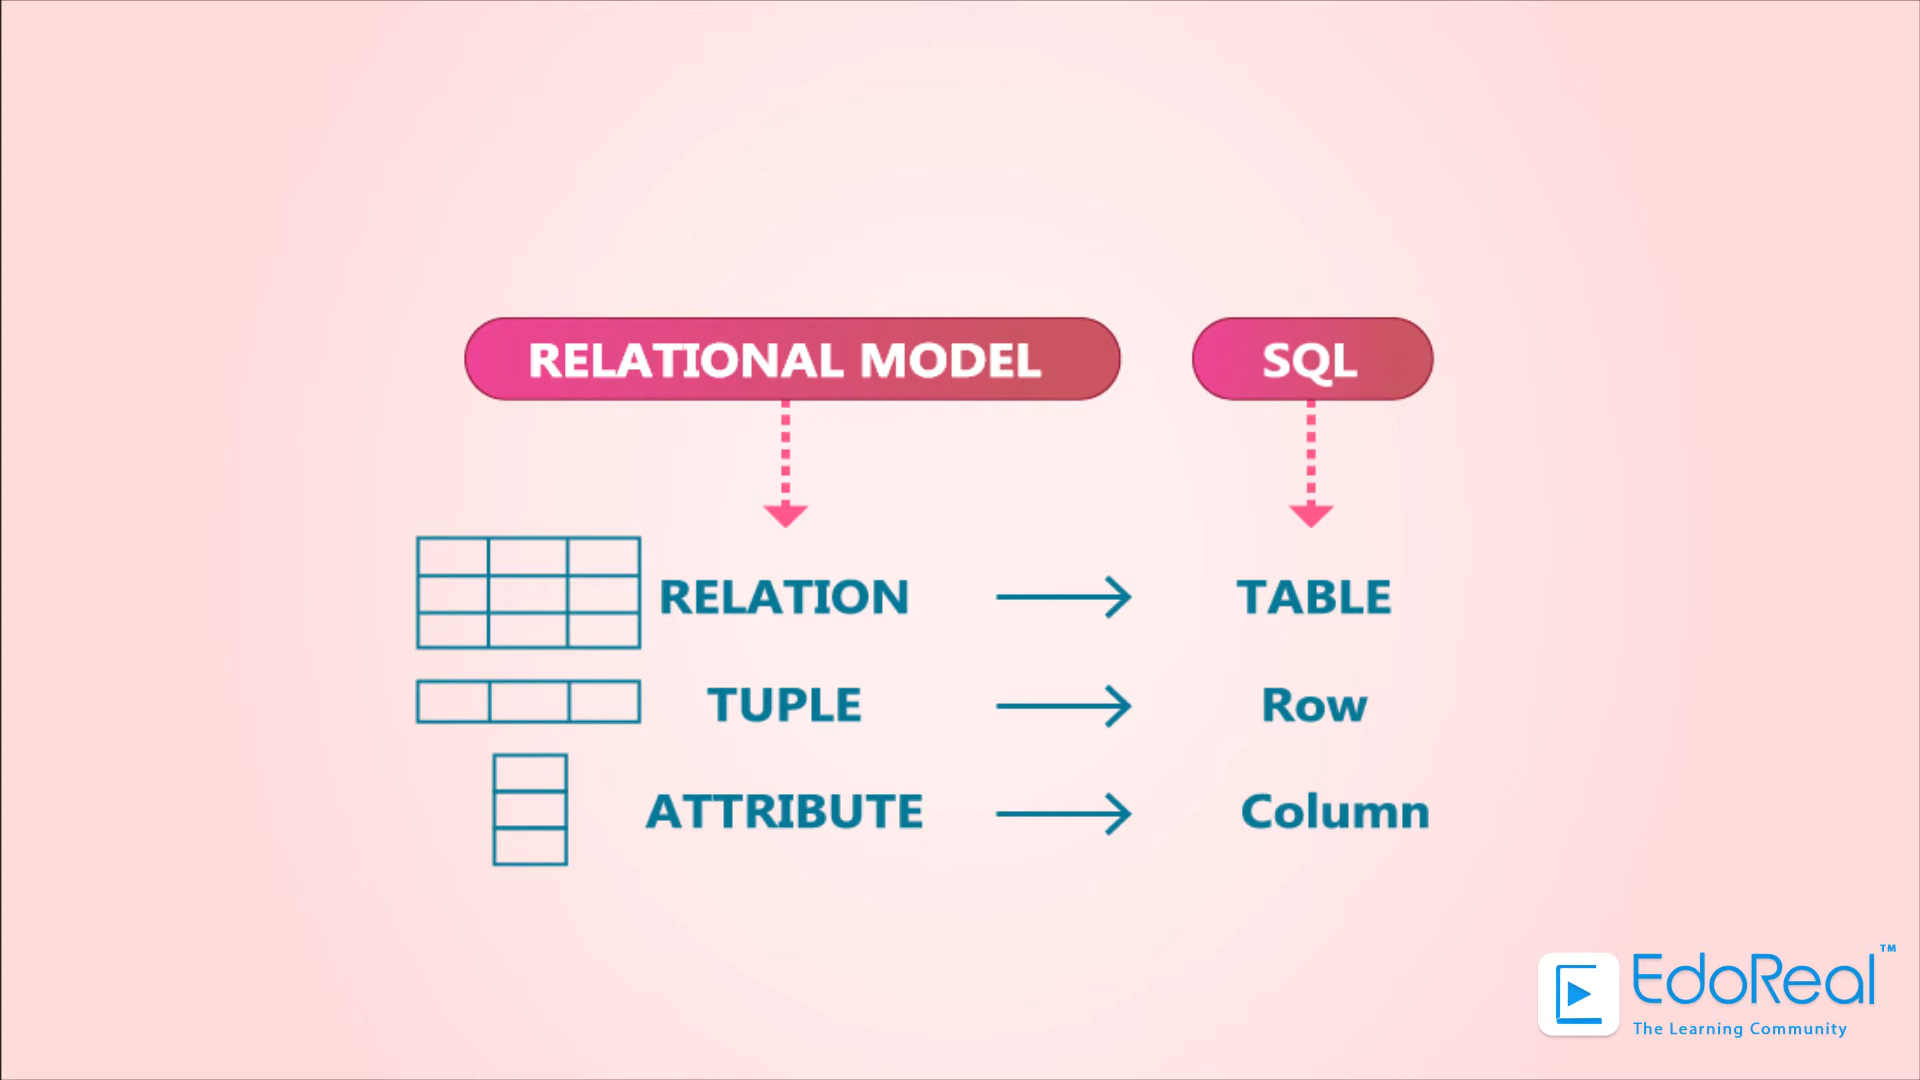 RELATIONAL MODEL SQL
RELATION TABLE
TUPLE Row
ATTRIBUTE Column
EdoReal™
The Learning Community